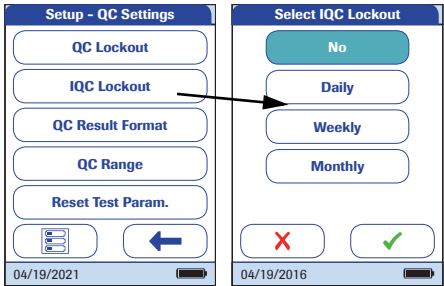 Setup - QC Settings
QC Lockout
IQC Lockout
QC Result Format
QC Range
Reset Test Param.
04/19/2021
Select IQC Lockout
No
Daily
Weekly
Monthly
04/19/2016